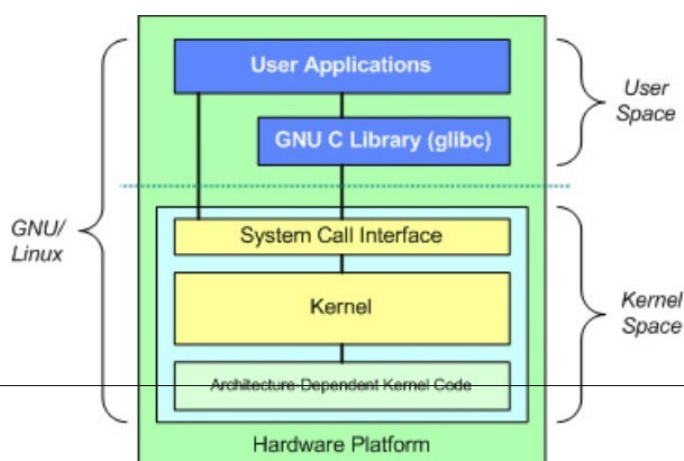 User Applications
User
Space
GNU C Library (glibc)
GNU/
Linux
System Call Interface
Kernel
Kernel
Space
Architecture-Dependent Kernel Code
Hardware Platform